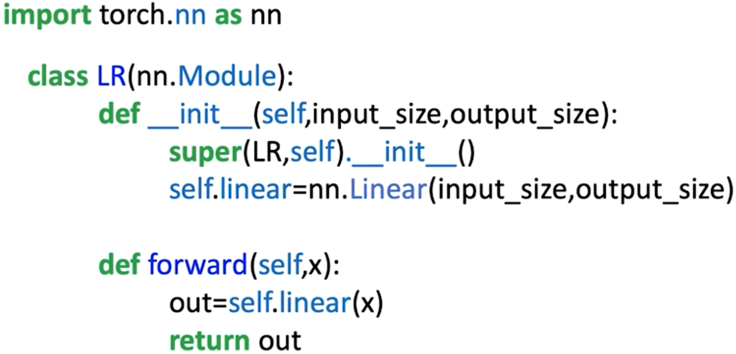 import torch.nn as nn
class LR(nn.Module):
def __init__(self,input_size,output_size):
super(LR,self).__init__()
self.linear=nn.Linear(input_size,output_size)
def forward(self,x):
out=self.linear(x)
return out